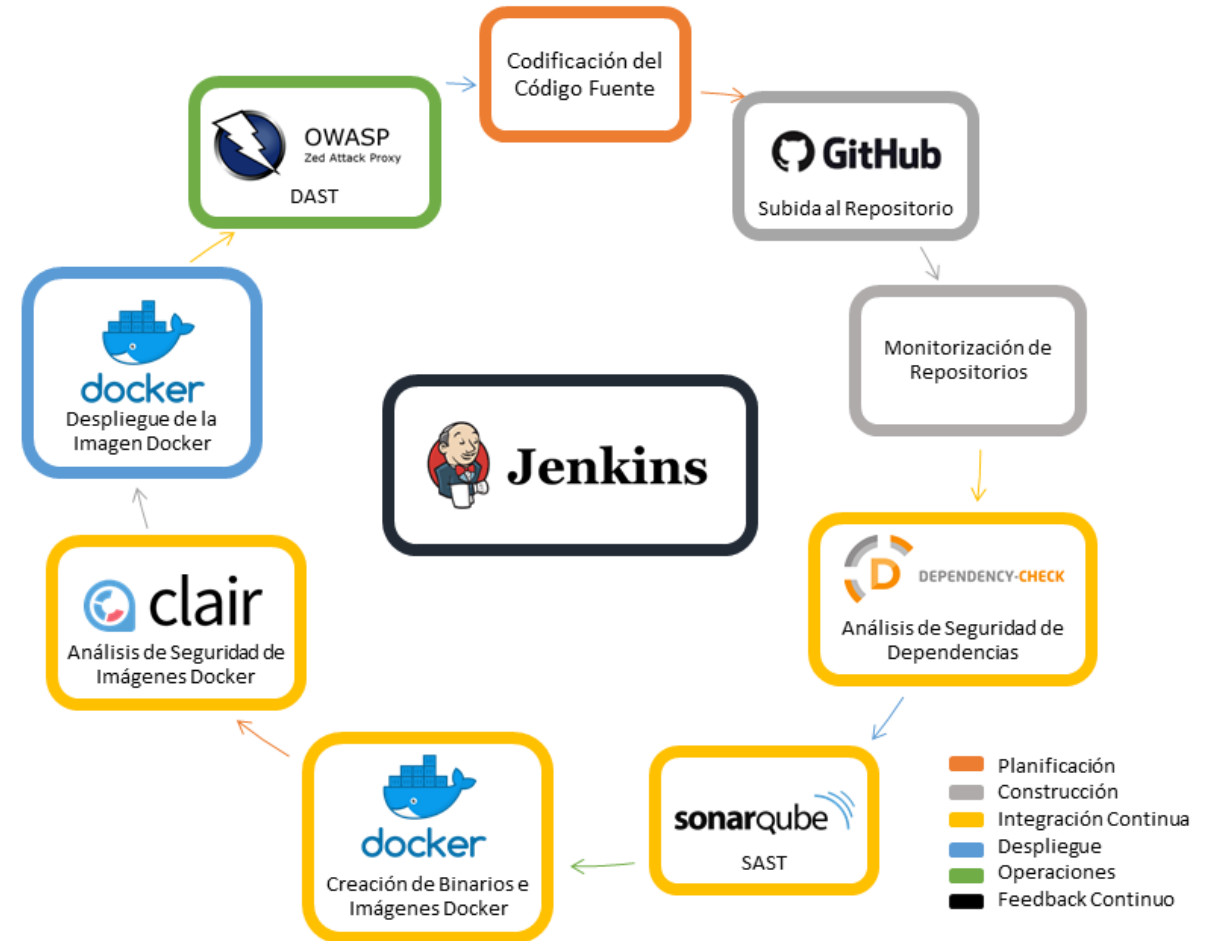 Codificación del
Código Fuente
OWASP
Zed Attack Proxy
DAST
GitHub
Subida al Repositorio
Monitorización de
Repositorios
docker
Despliegue de la
Imagen Docker
Jenkins
D
DEPENDENCY-CHECK
Análisis de Seguridad de
Dependencias
clair
Análisis de Seguridad de
Imágenes Docker
docker
Creación de Binarios e
Imágenes Docker
sonarqube
SAST
Planificación
Construcción
Integración Continua
Despliegue
Operaciones
Feedback Continuo